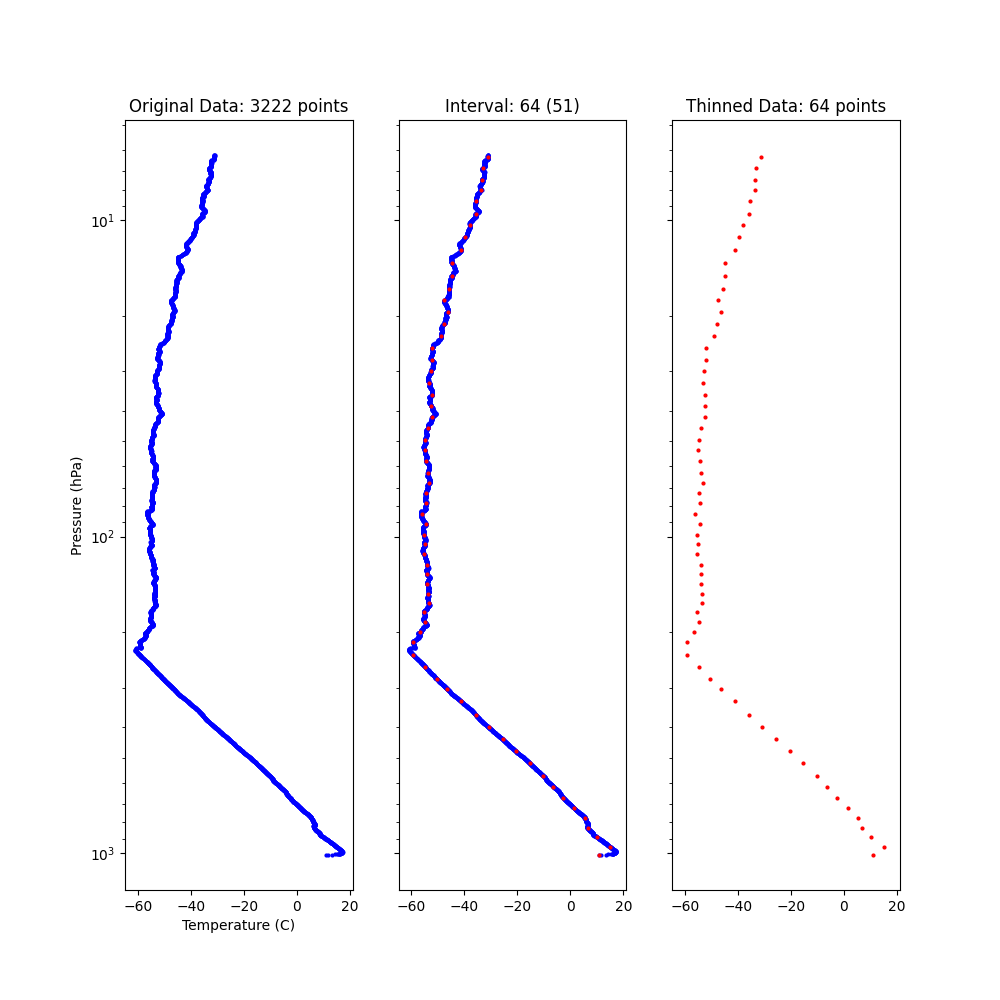 Original Data: 3222 points
Interval: 64 (51)
Thinned Data: 64 points
Pressure (hPa)
10¹
10²
10³
−60 −40 −20 0 20
−60 −40 −20 0 20
−60 −40 −20 0 20
Temperature (C)